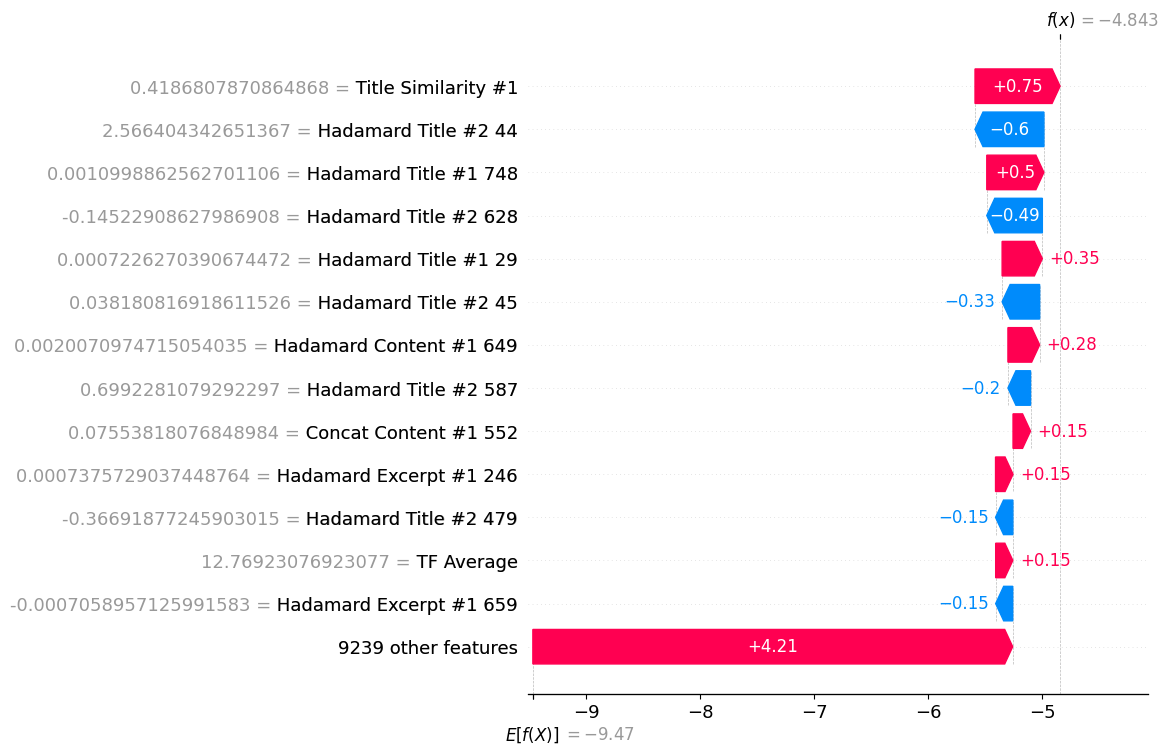 f(x) = −4.843
0.4186807870864868 = Title Similarity #1 +0.75
2.566404342651367 = Hadamard Title #2 44 −0.6
0.0010998862562701106 = Hadamard Title #1 748 +0.5
-0.14522908627986908 = Hadamard Title #2 628 −0.49
0.0007226270390674472 = Hadamard Title #1 29 +0.35
0.038180816918611526 = Hadamard Title #2 45 −0.33
0.0020070974715054035 = Hadamard Content #1 649 +0.28
0.6992281079292297 = Hadamard Title #2 587 −0.2
0.07553818076848984 = Concat Content #1 552 +0.15
0.0007375729037448764 = Hadamard Excerpt #1 246 +0.15
-0.36691877245903015 = Hadamard Title #2 479 −0.15
12.76923076923077 = TF Average +0.15
-0.0007058957125991583 = Hadamard Excerpt #1 659 −0.15
9239 other features +4.21
−9 −8 −7 −6 −5
E[f(X)] = −9.47